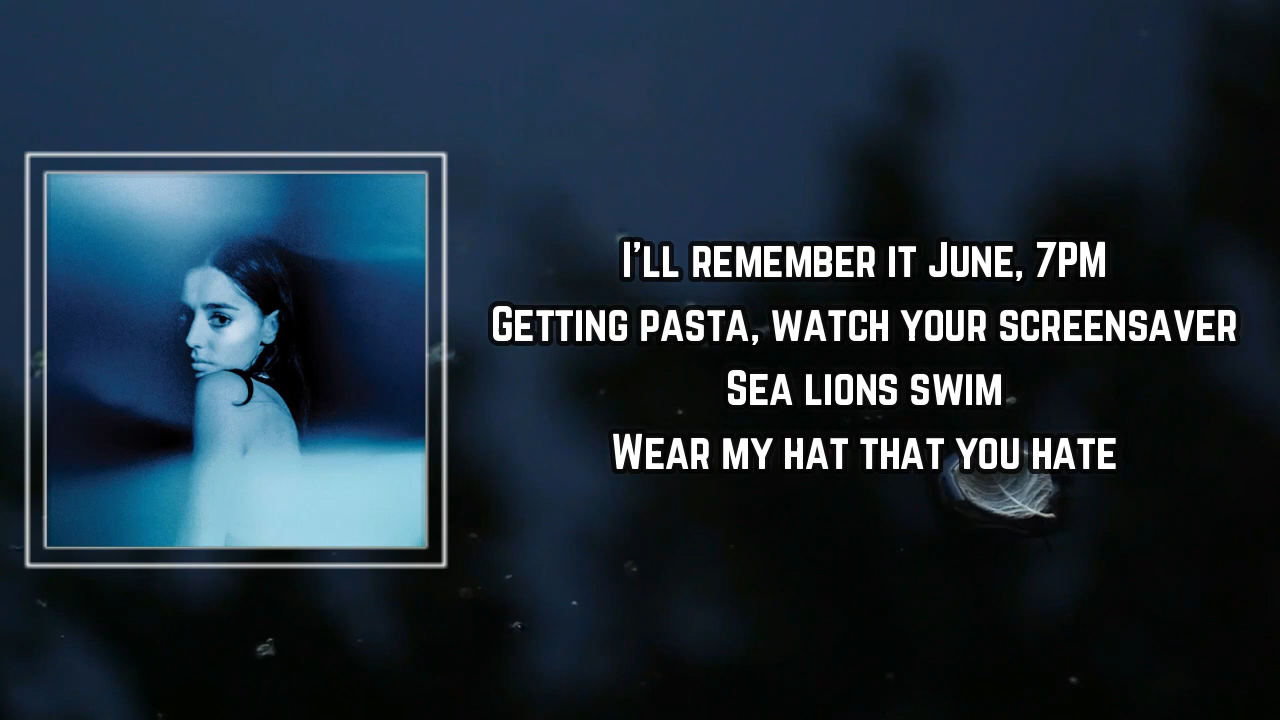 I'll remember it June, 7PM
Getting pasta, watch your screensaver
Sea lions swim
Wear my hat that you hate